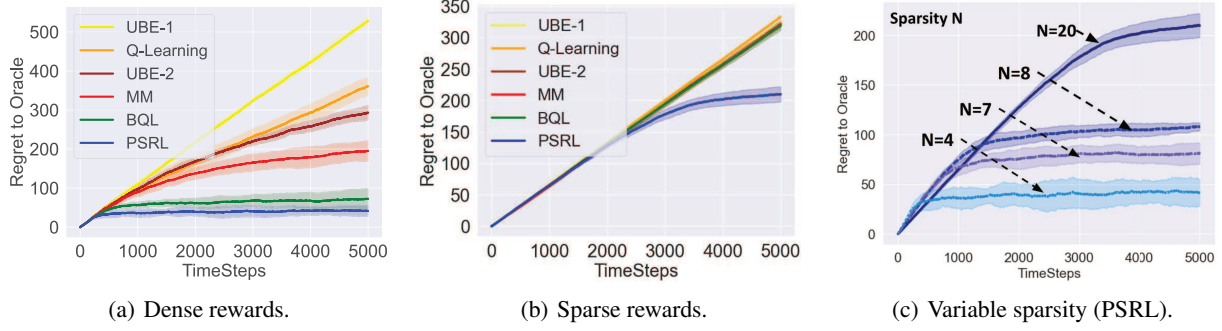 500
400
300
200
100
0
Regret to Oracle
UBE-1
Q-Learning
UBE-2
MM
BQL
PSRL
0 1000 2000 3000 4000 5000
TimeSteps
(a) Dense rewards.
350
300
250
200
150
100
50
0
Regret to Oracle
UBE-1
Q-Learning
UBE-2
MM
BQL
PSRL
0 1000 2000 3000 4000 5000
TimeSteps
(b) Sparse rewards.
200
150
100
50
0
Regret to Oracle
Sparsity N
N=20
N=8
N=7
N=4
0 1000 2000 3000 4000 5000
TimeSteps
(c) Variable sparsity (PSRL).